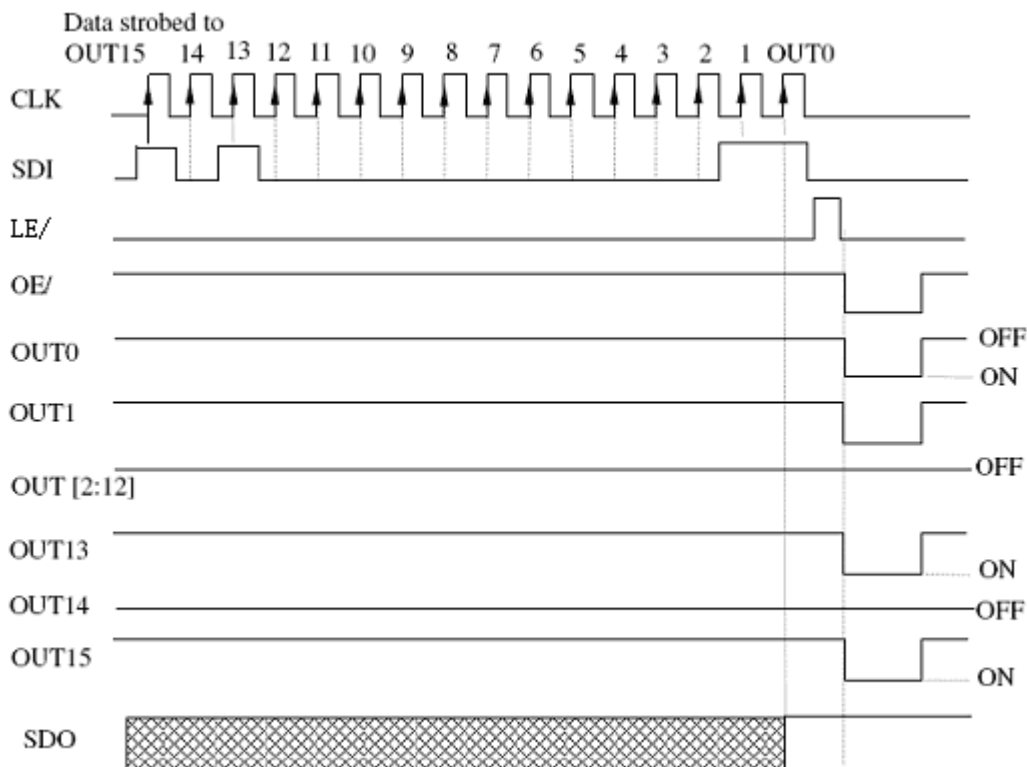 Data strobed to
OUT15 14 13 12 11 10 9 8 7 6 5 4 3 2 1 OUT0
CLK
SDI
LE/
OE/
OUT0
OFF
ON
OUT1
OUT [2:12]
OFF
OUT13
ON
OUT14
OFF
OUT15
ON
SDO